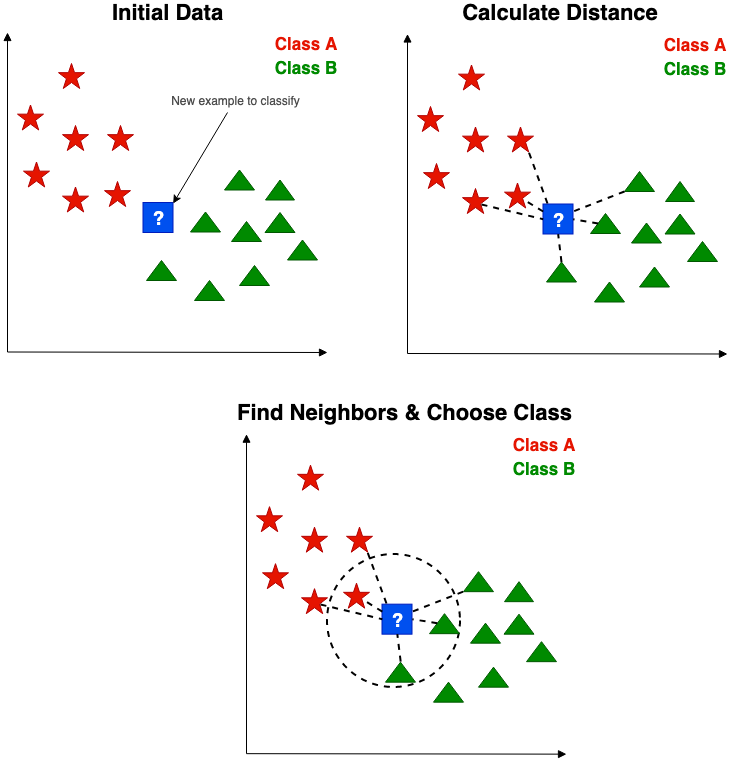 Initial Data
Class A
Class B
New example to classify
?
Calculate Distance
Class A
Class B
?
Find Neighbors & Choose Class
Class A
Class B
?